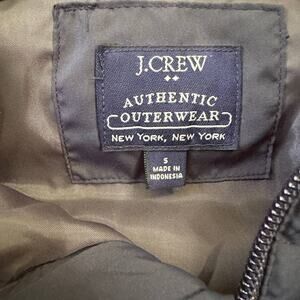 J.CREW
AUTHENTIC
OUTERWEAR
NEW YORK, NEW YORK
S
MADE IN
INDONESIA